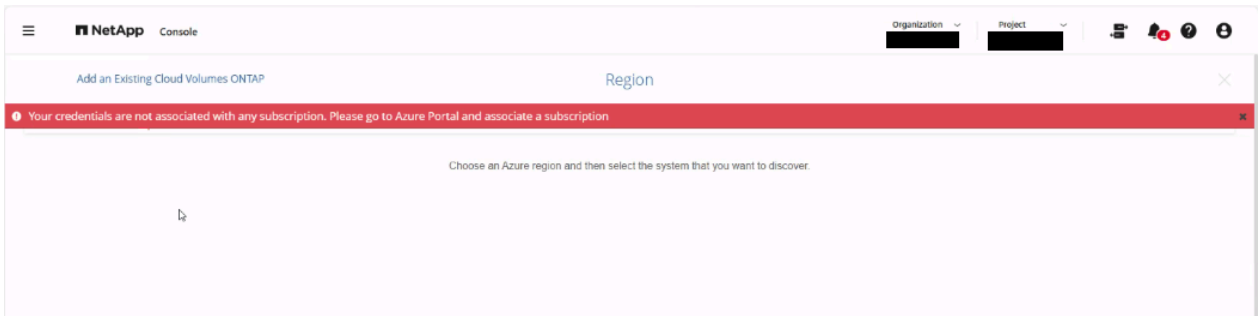 NetApp Console
Organization
Project
4
Add an Existing Cloud Volumes ONTAP
Region
Your credentials are not associated with any subscription. Please go to Azure Portal and associate a subscription
Choose an Azure region and then select the system that you want to discover.